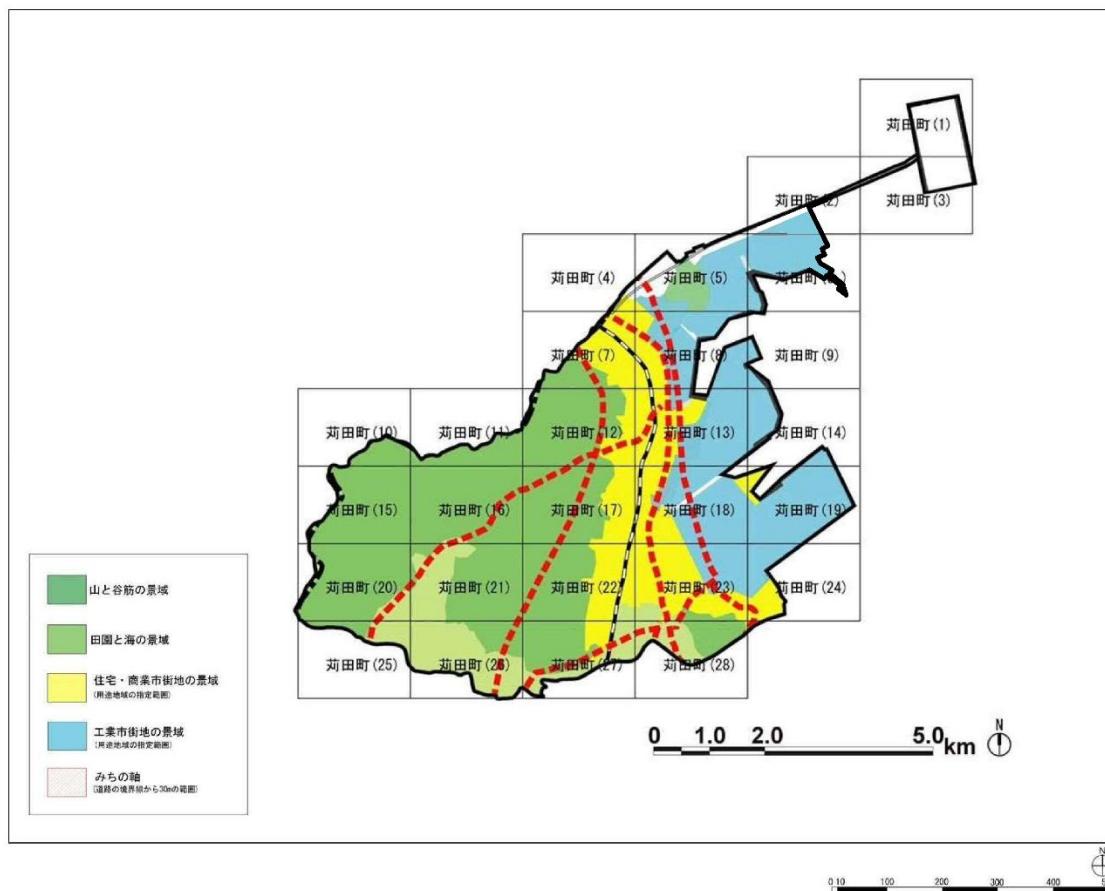 苅田町(1)
苅田町(2)
苅田町(3)
苅田町(4)
苅田町(5)
苅田町
苅田町(7)
苅田町(8)
苅田町(9)
苅田町(10)
苅田町(11)
苅田町(12)
苅田町(13)
苅田町(14)
苅田町(15)
苅田町(16)
苅田町(17)
苅田町(18)
苅田町(19)
苅田町(20)
苅田町(21)
苅田町(22)
苅田町(23)
苅田町(24)
苅田町(25)
苅田町(26)
苅田町(27)
苅田町(28)
山と谷筋の景域
田園と海の景域
住宅・商業市街地の景域
(用途地域の指定範囲)
工業市街地の景域
(用途地域の指定範囲)
みちの軸
(道路の境界線から30mの範囲)
0 1.0 2.0 5.0 km
N
N
0 10 100 200 300 400